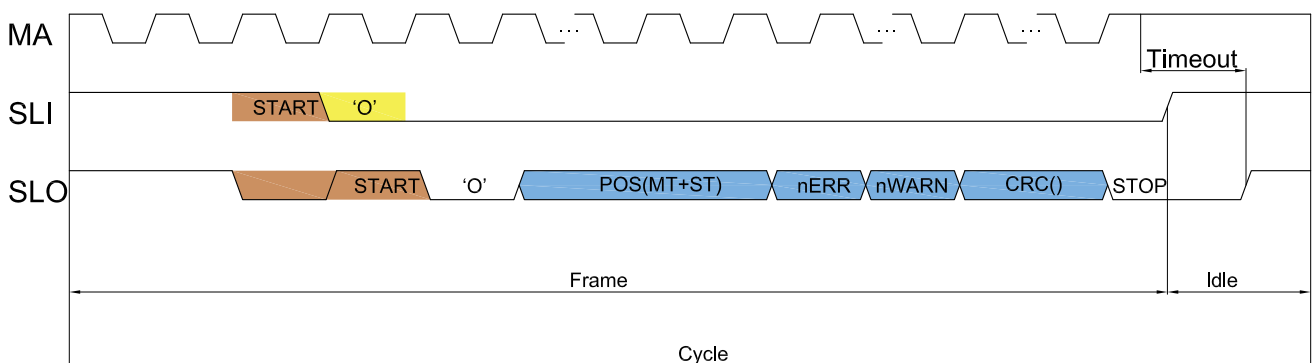 MA
... ... ...
Timeout
SLI START 'O'
SLO START 'O' POS(MT+ST) nERR nWARN CRC() STOP
Frame Idle
Cycle